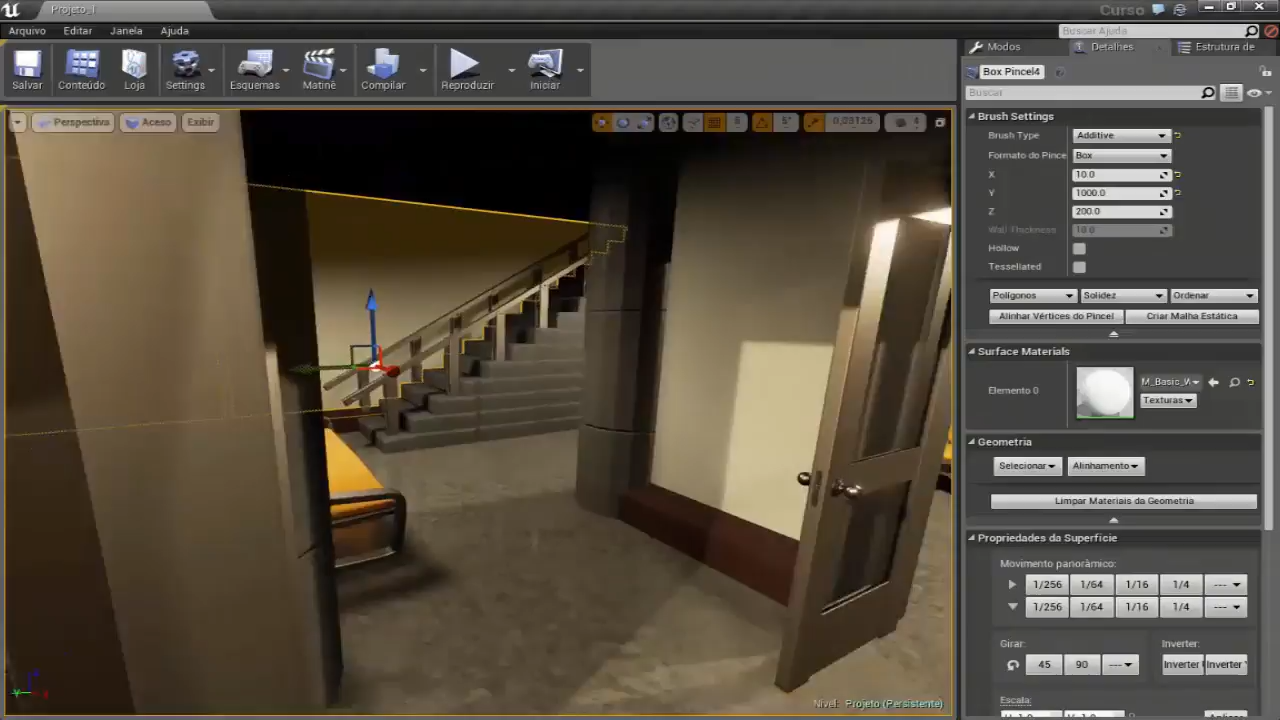 Projeto_I
Curso
Arquivo Editar Janela Ajuda
Buscar Ajuda
Salvar Conteúdo Loja Settings Esquemas Matinê Compilar Reproduzir Iniciar
Modos Detalhes Estrutura de
Box Pincel4
Buscar
Perspectiva Aceso Exibir
5° 0,03125 4
Brush Settings
Brush Type Additive
Formato do Pince Box
X 10.0
Y 1000.0
Z 200.0
Wall Thickness 10.0
Hollow
Tessellated
Polígonos Solidez Ordenar
Alinhar Vértices do Pincel Criar Malha Estática
Surface Materials
Elemento 0 M_Basic_W
Texturas
Geometria
Selecionar Alinhamento
Limpar Materiais da Geometria
Propriedades da Superfície
Movimento panorâmico:
1/256 1/64 1/16 1/4 ---
1/256 1/64 1/16 1/4 ---
Girar: Inverter:
45 90 --- Inverter Inverter
Escala:
Nível: Projeto (Persistente)